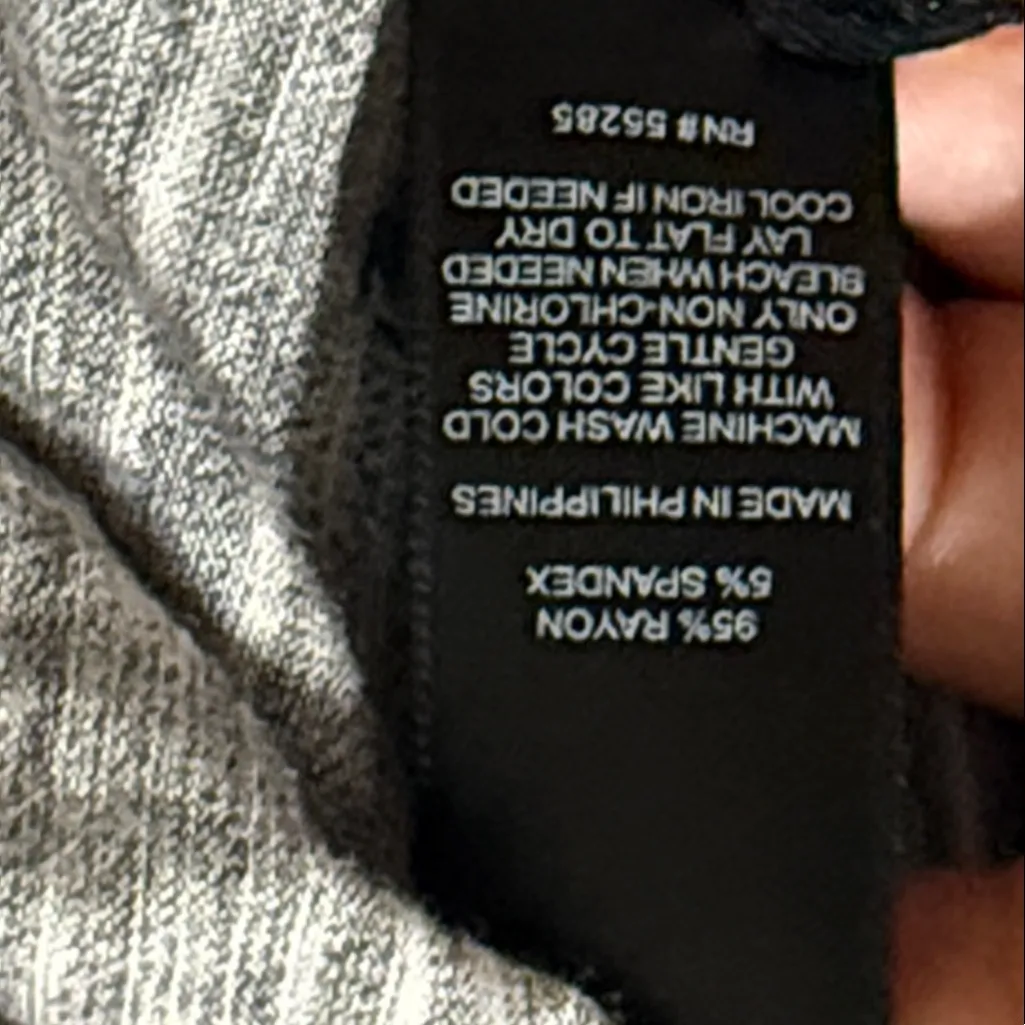 95% RAYON
5% SPANDEX
MADE IN PHILIPPINES
MACHINE WASH COLD
WITH LIKE COLORS
GENTLE CYCLE
ONLY NON-CHLORINE
BLEACH WHEN NEEDED
LAY FLAT TO DRY
COOL IRON IF NEEDED
RN# 55285